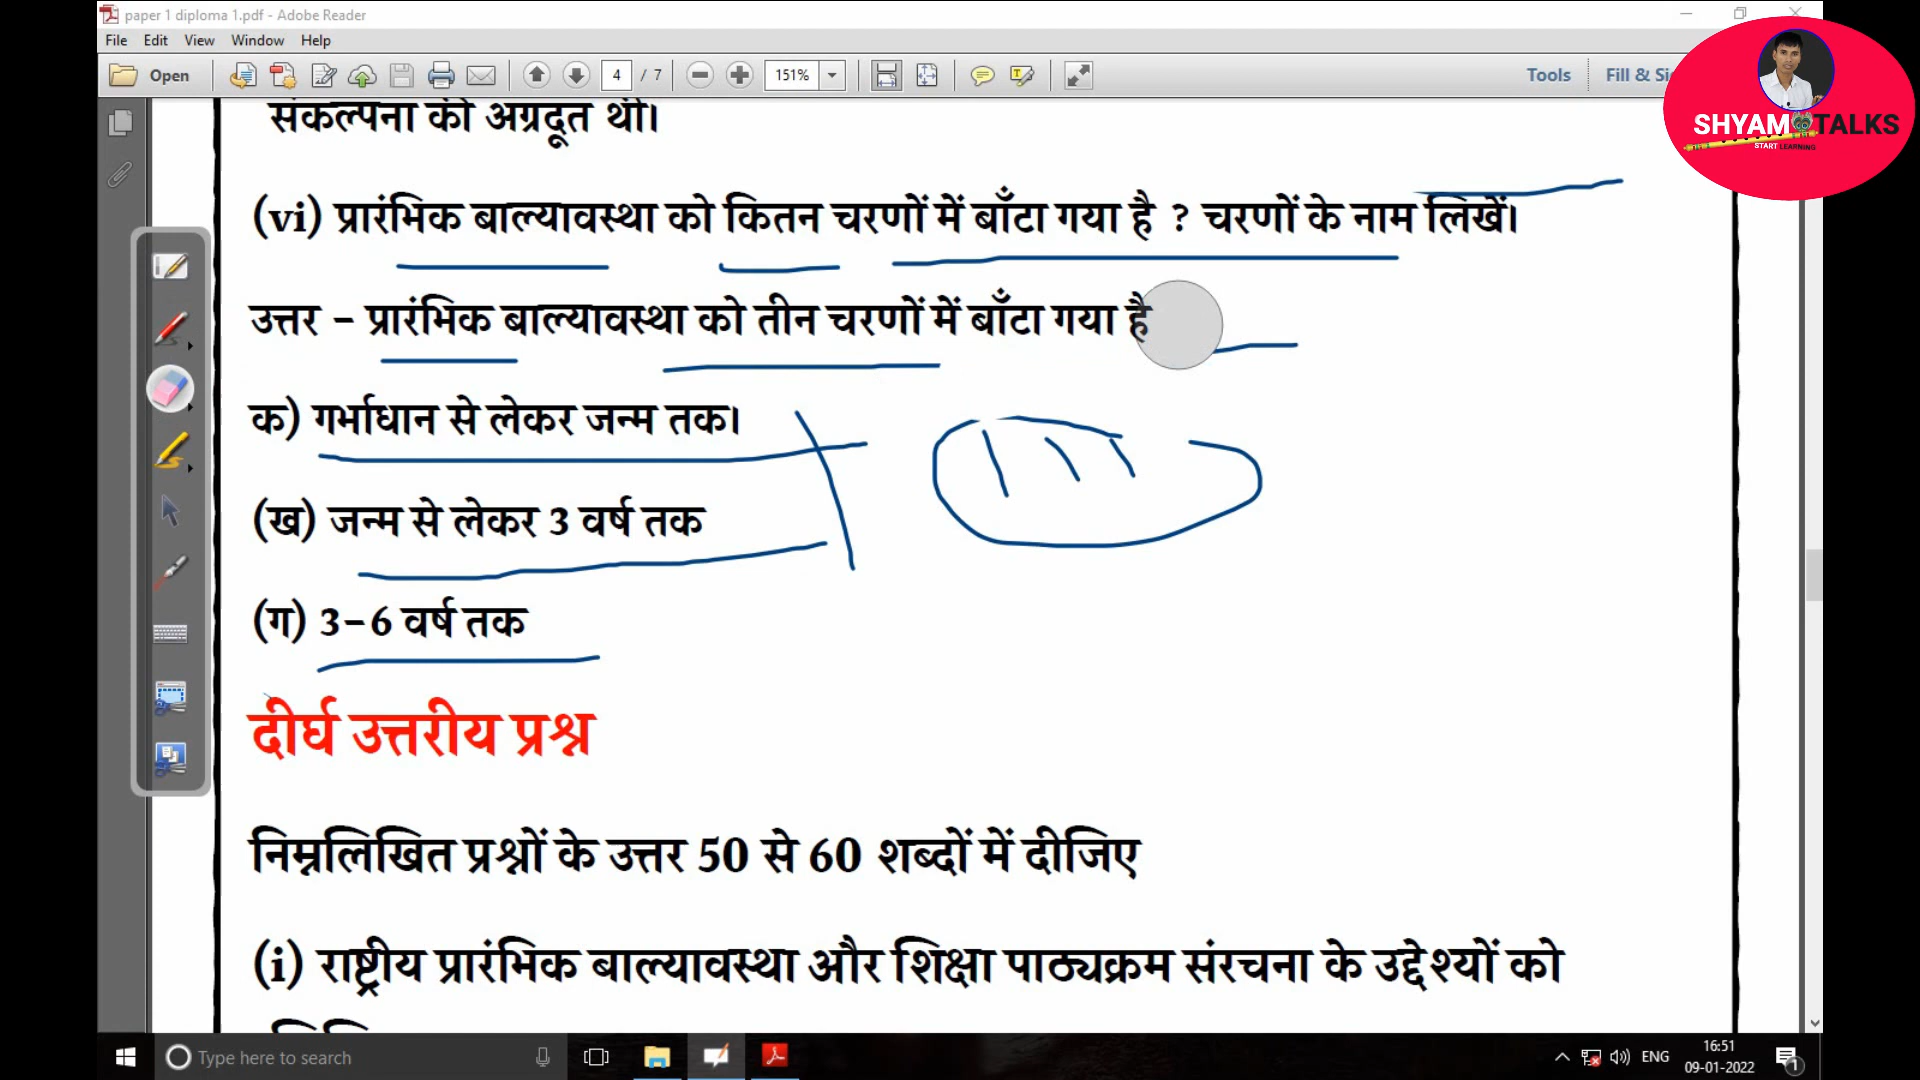 paper 1 diploma 1.pdf - Adobe Reader
File Edit View Window Help
Open 4 / 7 151% Tools Fill & Si
SHYAM TALKS
START LEARNING
संकल्पना की अग्रदूत थी।
(vi) प्रारंभिक बाल्यावस्था को कितन चरणों में बाँटा गया है ? चरणों के नाम लिखें।
उत्तर – प्रारंभिक बाल्यावस्था को तीन चरणों में बाँटा गया है
क) गर्भाधान से लेकर जन्म तक।
(ख) जन्म से लेकर 3 वर्ष तक
(ग) 3–6 वर्ष तक
दीर्घ उत्तरीय प्रश्न
निम्नलिखित प्रश्नों के उत्तर 50 से 60 शब्दों में दीजिए
(i) राष्ट्रीय प्रारंभिक बाल्यावस्था और शिक्षा पाठ्यक्रम संरचना के उद्देश्यों को
Type here to search
ENG
16:51
09-01-2022
1